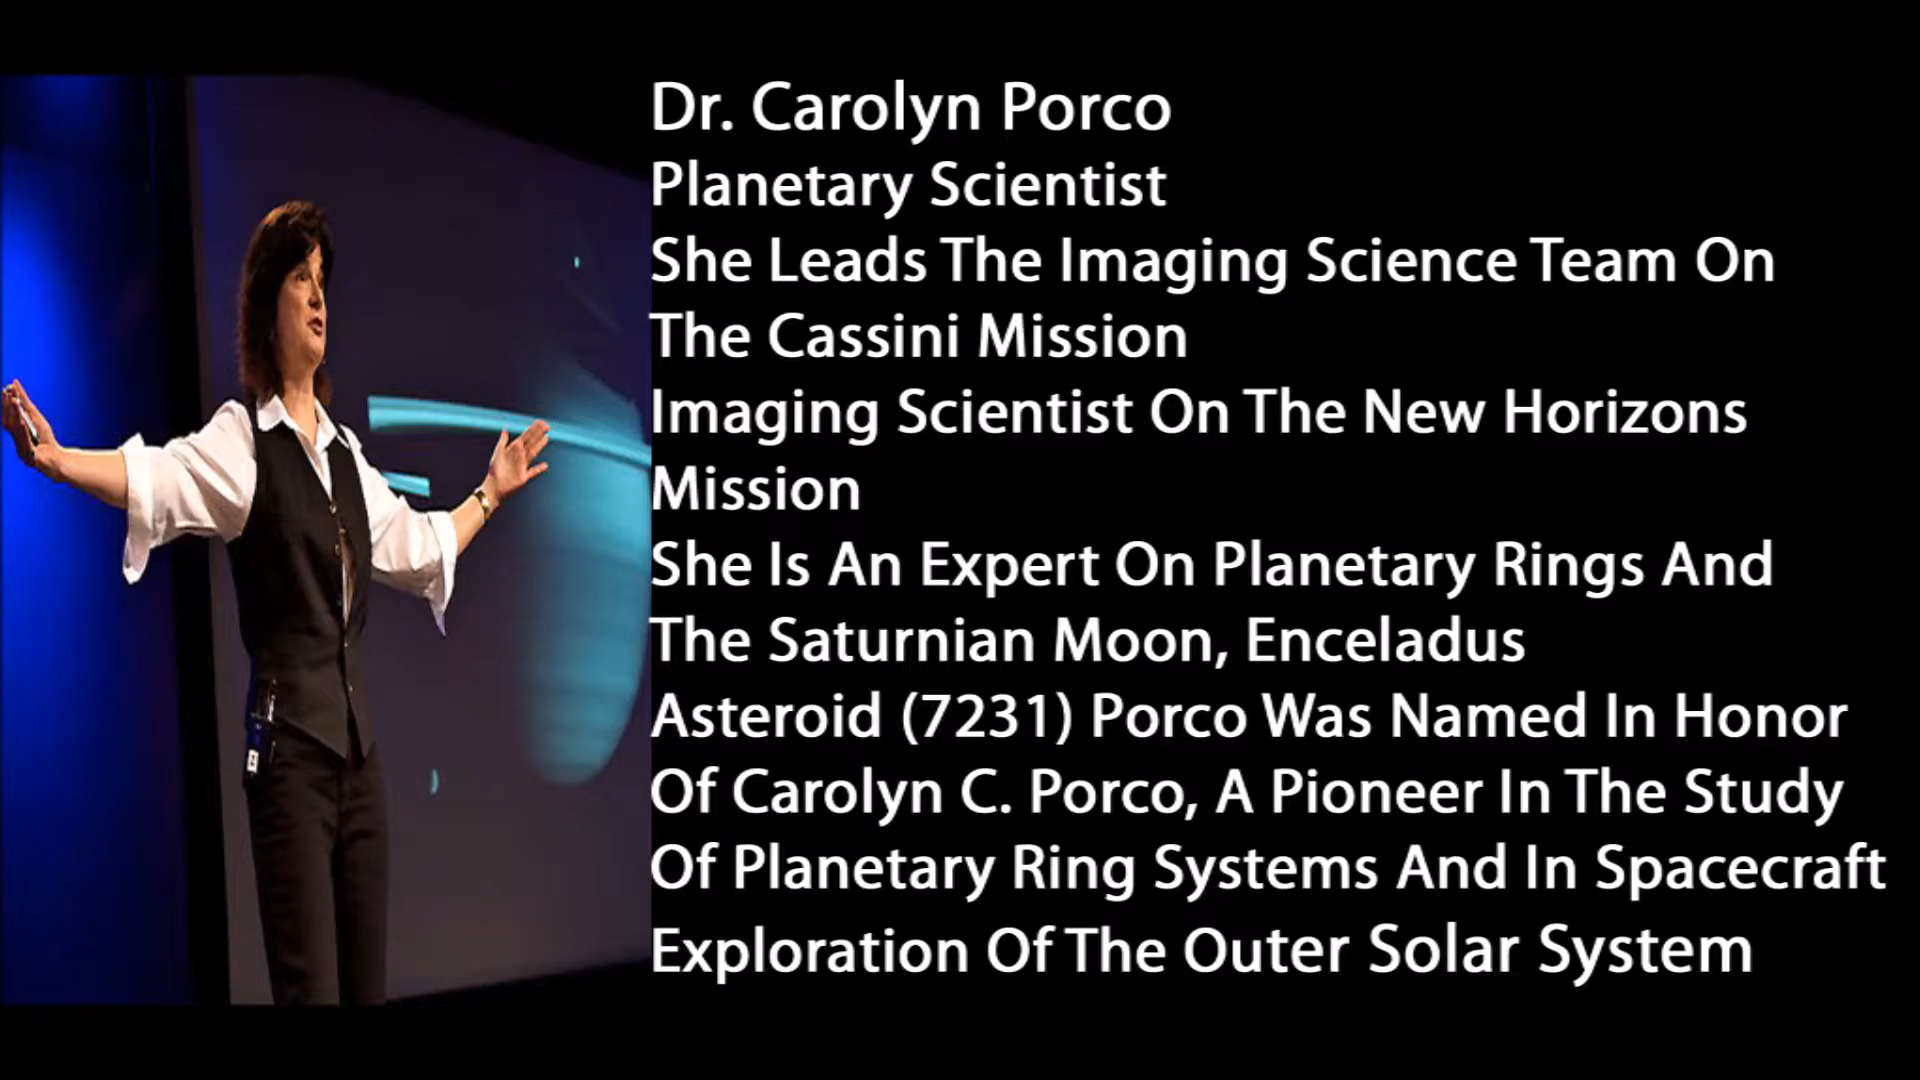 Dr. Carolyn Porco
Planetary Scientist
She Leads The Imaging Science Team On
The Cassini Mission
Imaging Scientist On The New Horizons
Mission
She Is An Expert On Planetary Rings And
The Saturnian Moon, Enceladus
Asteroid (7231) Porco Was Named In Honor
Of Carolyn C. Porco, A Pioneer In The Study
Of Planetary Ring Systems And In Spacecraft
Exploration Of The Outer Solar System